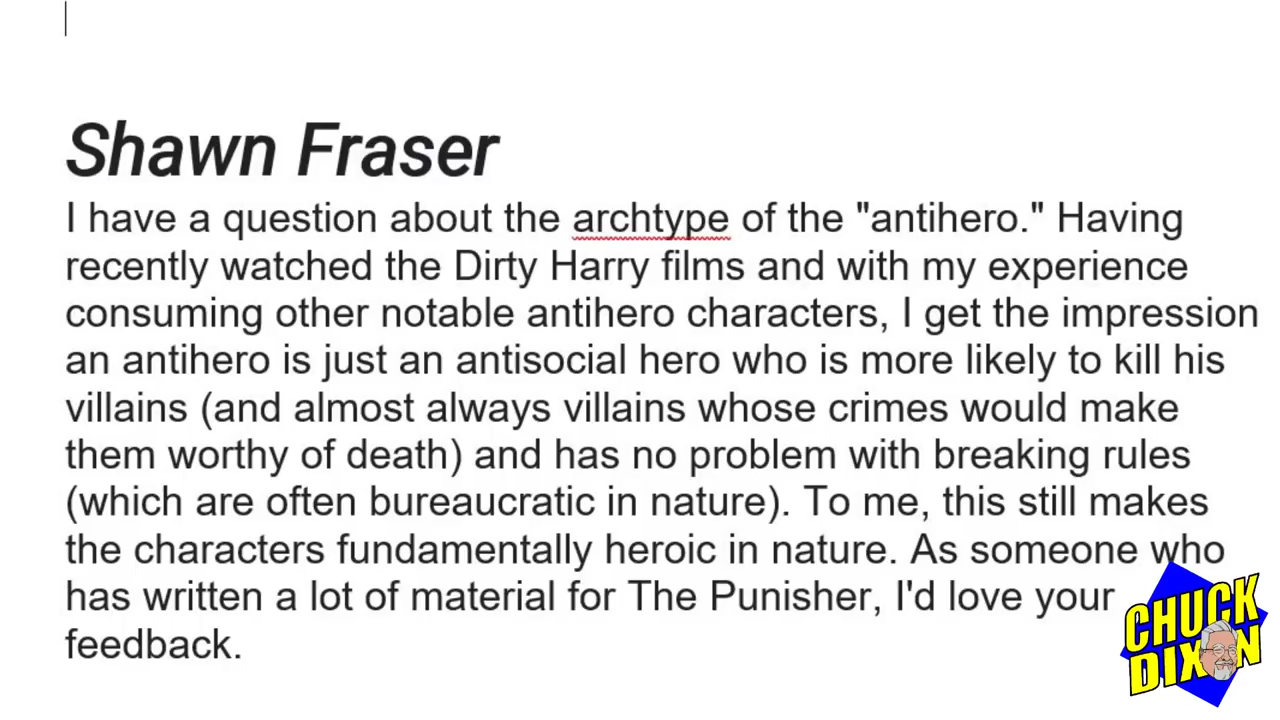 Shawn Fraser
I have a question about the archtype of the "antihero." Having
recently watched the Dirty Harry films and with my experience
consuming other notable antihero characters, I get the impression
an antihero is just an antisocial hero who is more likely to kill his
villains (and almost always villains whose crimes would make
them worthy of death) and has no problem with breaking rules
(which are often bureaucratic in nature). To me, this still makes
the characters fundamentally heroic in nature. As someone who
has written a lot of material for The Punisher, I'd love your
feedback.
CHUCK
DIXON